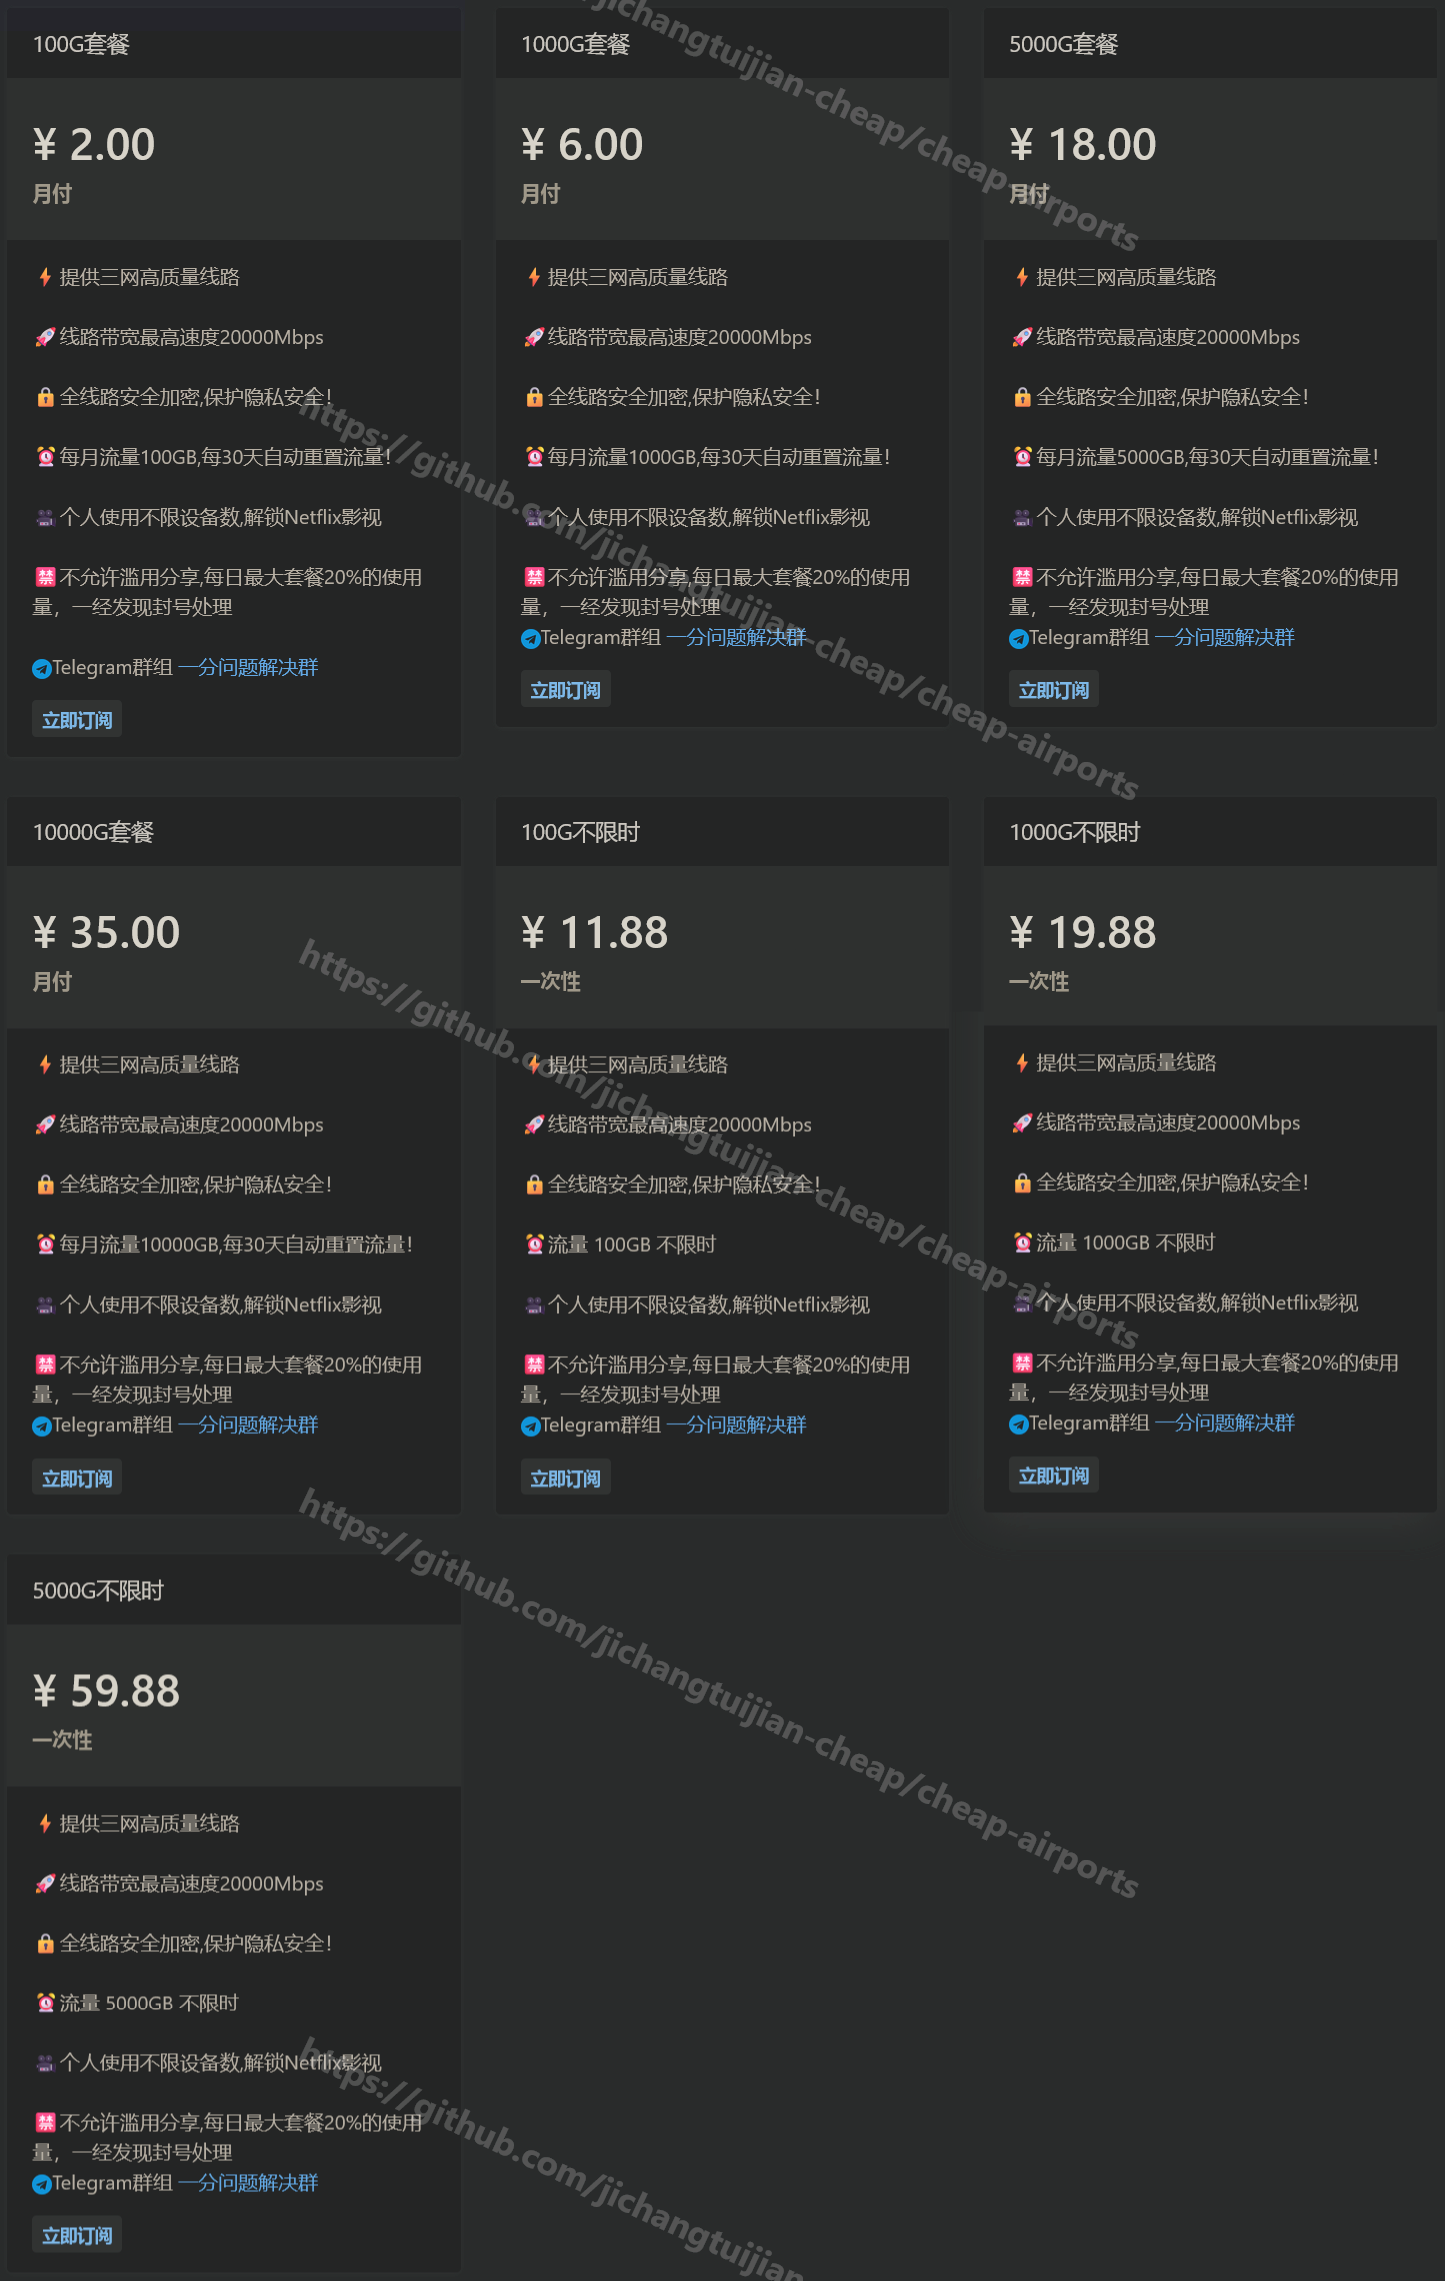 100G套餐
¥ 2.00
月付
⚡提供三网高质量线路
🚀线路带宽最高速度20000Mbps
🔒全线路安全加密,保护隐私安全!
⏰每月流量100GB,每30天自动重置流量!
🎥个人使用不限设备数,解锁Netflix影视
🈲不允许滥用分享,每日最大套餐20%的使用
量，一经发现封号处理
Telegram群组 一分问题解决群
立即订阅
1000G套餐
¥ 6.00
月付
⚡提供三网高质量线路
🚀线路带宽最高速度20000Mbps
🔒全线路安全加密,保护隐私安全!
⏰每月流量1000GB,每30天自动重置流量!
🎥个人使用不限设备数,解锁Netflix影视
🈲不允许滥用分享,每日最大套餐20%的使用
量，一经发现封号处理
Telegram群组 一分问题解决群
立即订阅
5000G套餐
¥ 18.00
月付
⚡提供三网高质量线路
🚀线路带宽最高速度20000Mbps
🔒全线路安全加密,保护隐私安全!
⏰每月流量5000GB,每30天自动重置流量!
🎥个人使用不限设备数,解锁Netflix影视
🈲不允许滥用分享,每日最大套餐20%的使用
量，一经发现封号处理
Telegram群组 一分问题解决群
立即订阅
10000G套餐
¥ 35.00
月付
⚡提供三网高质量线路
🚀线路带宽最高速度20000Mbps
🔒全线路安全加密,保护隐私安全!
⏰每月流量10000GB,每30天自动重置流量!
🎥个人使用不限设备数,解锁Netflix影视
🈲不允许滥用分享,每日最大套餐20%的使用
量，一经发现封号处理
Telegram群组 一分问题解决群
立即订阅
100G不限时
¥ 11.88
一次性
⚡提供三网高质量线路
🚀线路带宽最高速度20000Mbps
🔒全线路安全加密,保护隐私安全!
⏰流量 100GB 不限时
🎥个人使用不限设备数,解锁Netflix影视
🈲不允许滥用分享,每日最大套餐20%的使用
量，一经发现封号处理
Telegram群组 一分问题解决群
立即订阅
1000G不限时
¥ 19.88
一次性
⚡提供三网高质量线路
🚀线路带宽最高速度20000Mbps
🔒全线路安全加密,保护隐私安全!
⏰流量 1000GB 不限时
🎥个人使用不限设备数,解锁Netflix影视
🈲不允许滥用分享,每日最大套餐20%的使用
量，一经发现封号处理
Telegram群组 一分问题解决群
立即订阅
5000G不限时
¥ 59.88
一次性
⚡提供三网高质量线路
🚀线路带宽最高速度20000Mbps
🔒全线路安全加密,保护隐私安全!
⏰流量 5000GB 不限时
🎥个人使用不限设备数,解锁Netflix影视
🈲不允许滥用分享,每日最大套餐20%的使用
量，一经发现封号处理
Telegram群组 一分问题解决群
立即订阅
/jichangtuijian-cheap/cheap-airports
https://github.com/jichangtuijian-cheap/cheap-airports
https://github.com/jichangtuijian-cheap/cheap-airports
https://github.com/jichangtuijian-cheap/cheap-airports
https://github.com/jichangtuijian